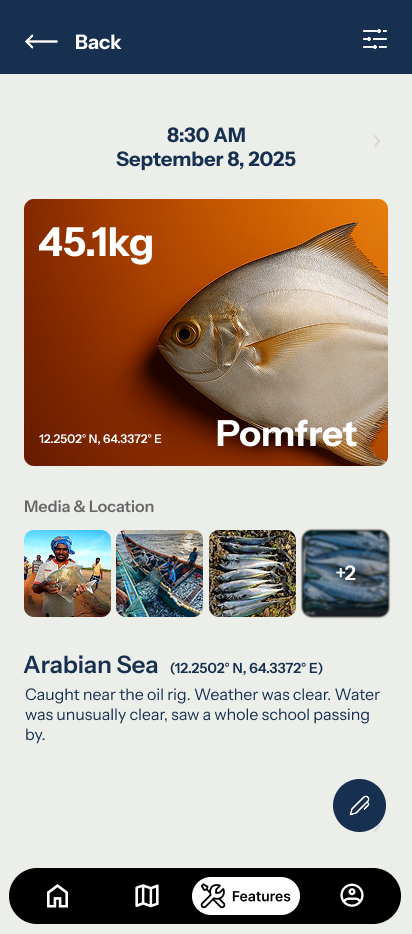 Back
8:30 AM
September 8, 2025
45.1kg
12.2502° N, 64.3372° E
Pomfret
Media & Location
+2
Arabian Sea (12.2502° N, 64.3372° E)
Caught near the oil rig. Weather was clear. Water
was unusually clear, saw a whole school passing
by.
Features